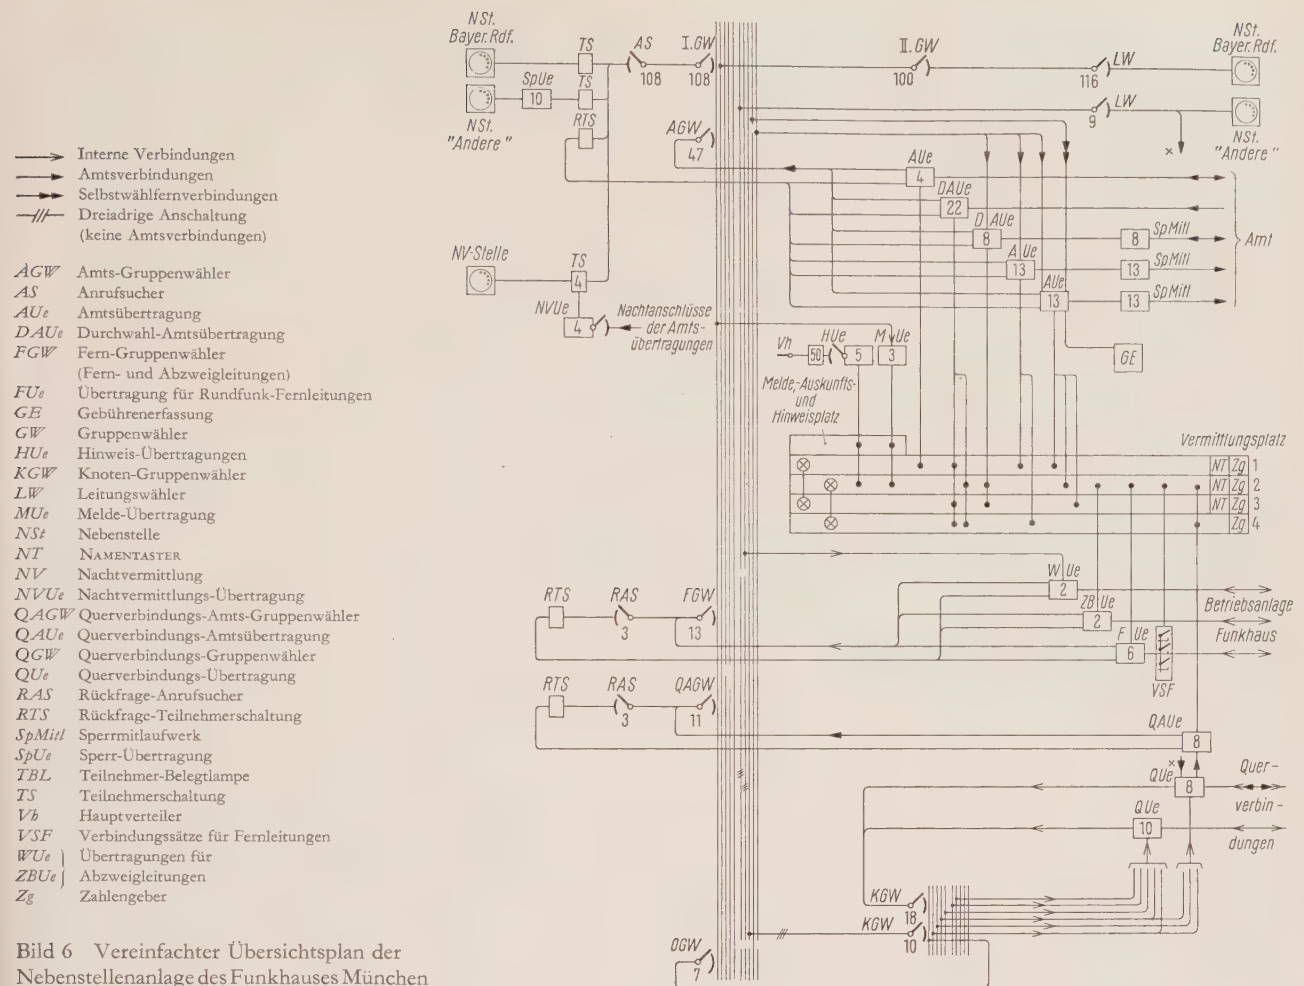 Interne Verbindungen
Amtsverbindungen
Selbstwählfernverbindungen
Dreiadrige Anschaltung
(keine Amtsverbindungen)
AGW Amts-Gruppenwähler
AS Anrufsucher
AUe Amtsübertragung
DAUe Durchwahl-Amtsübertragung
FGW Fern-Gruppenwähler
(Fern- und Abzweigleitungen)
FUe Übertragung für Rundfunk-Fernleitungen
GE Gebührenerfassung
GW Gruppenwähler
HUe Hinweis-Übertragungen
KGW Knoten-Gruppenwähler
LW Leitungswähler
MUe Melde-Übertragung
NSt Nebenstelle
NT NAMENTASTER
NV Nachtvermittlung
NVUe Nachtvermittlungs-Übertragung
QAGW Querverbindungs-Amts-Gruppenwähler
QAUe Querverbindungs-Amtsübertragung
QGW Querverbindungs-Gruppenwähler
QUe Querverbindungs-Übertragung
RAS Rückfrage-Anrufsucher
RTS Rückfrage-Teilnehmerschaltung
SpMitl Sperrmitlaufwerk
SpUe Sperr-Übertragung
TBL Teilnehmer-Belegtlampe
TS Teilnehmerschaltung
Vh Hauptverteiler
VSF Verbindungssätze für Fernleitungen
WUe } Übertragungen für
ZBUe } Abzweigleitungen
Zg Zahlengeber
Bild 6 Vereinfachter Übersichtsplan der
Nebenstellenanlage des Funkhauses München
NSt.
Bayer. Rdf.
TS
AS
108
I.GW
108
II.GW
100
LW
116
NSt.
Bayer. Rdf.
SpUe
10
TS
NSt.
"Andere"
RTS
LW
9
x
NSt.
"Andere"
AGW
47
AUe
4
DAUe
22
D AUe
8
8
SpMitl
A Ue
13
13
SpMitl
AUe
13
13
SpMitl
Amt
NV-Stelle
TS
4
NVUe
4
Nachtanschlüsse
der Amts-
übertragungen
Vh
50
HUe
5
M Ue
3
GE
Melde-,Auskunfts-
und
Hinweisplatz
Vermittlungsplatz
NT Zg 1
NT Zg 2
NT Zg 3
Zg 4
W Ue
2
ZB Ue
2
F Ue
6
VSF
Betriebsanlage
Funkhaus
RTS
RAS
3
FGW
13
RTS
RAS
3
QAGW
11
QAUe
8
x
QUe
8
QUe
10
Quer-
verbin-
dungen
KGW
18
KGW
10
QGW
7